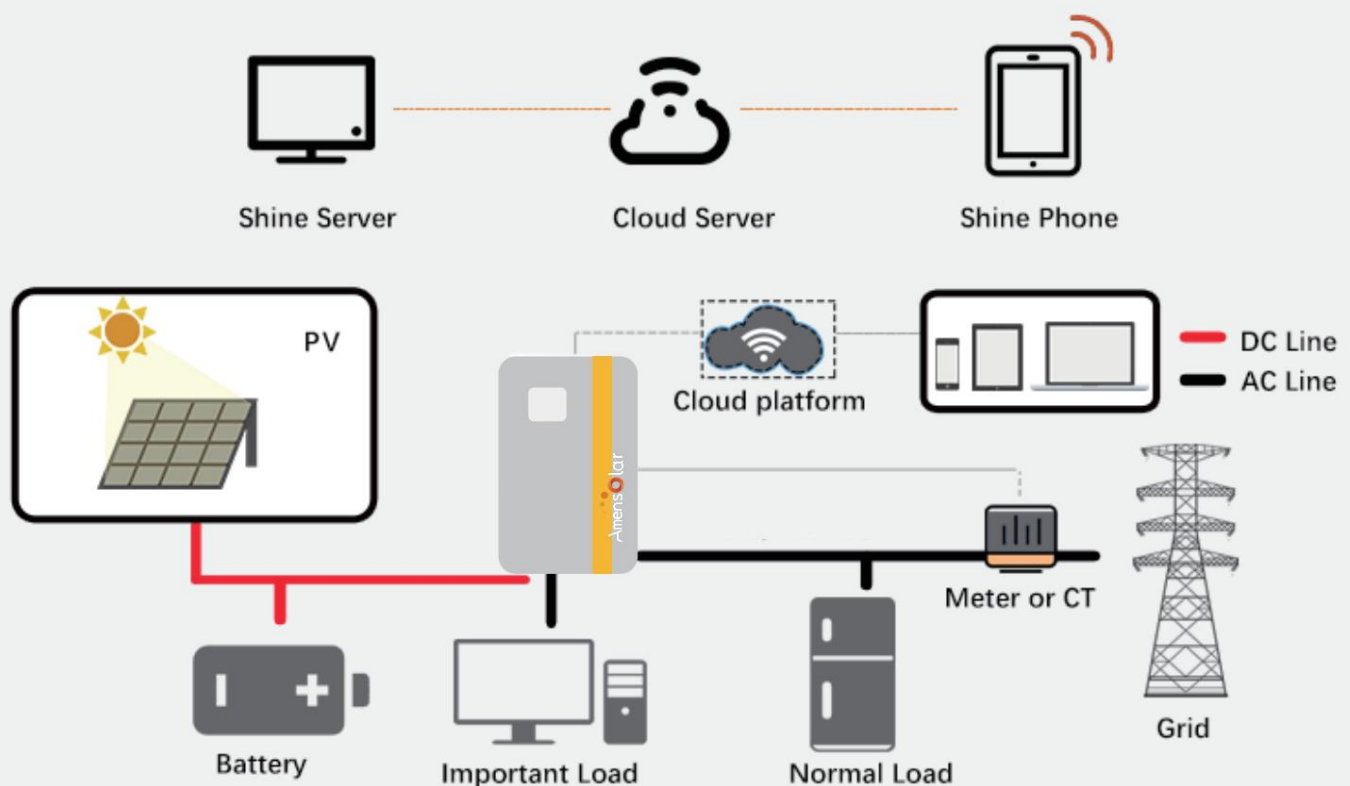 Shine Server
Cloud Server
Shine Phone
PV
Cloud platform
DC Line
AC Line
Amensolar
Meter or CT
Grid
Battery
Important Load
Normal Load